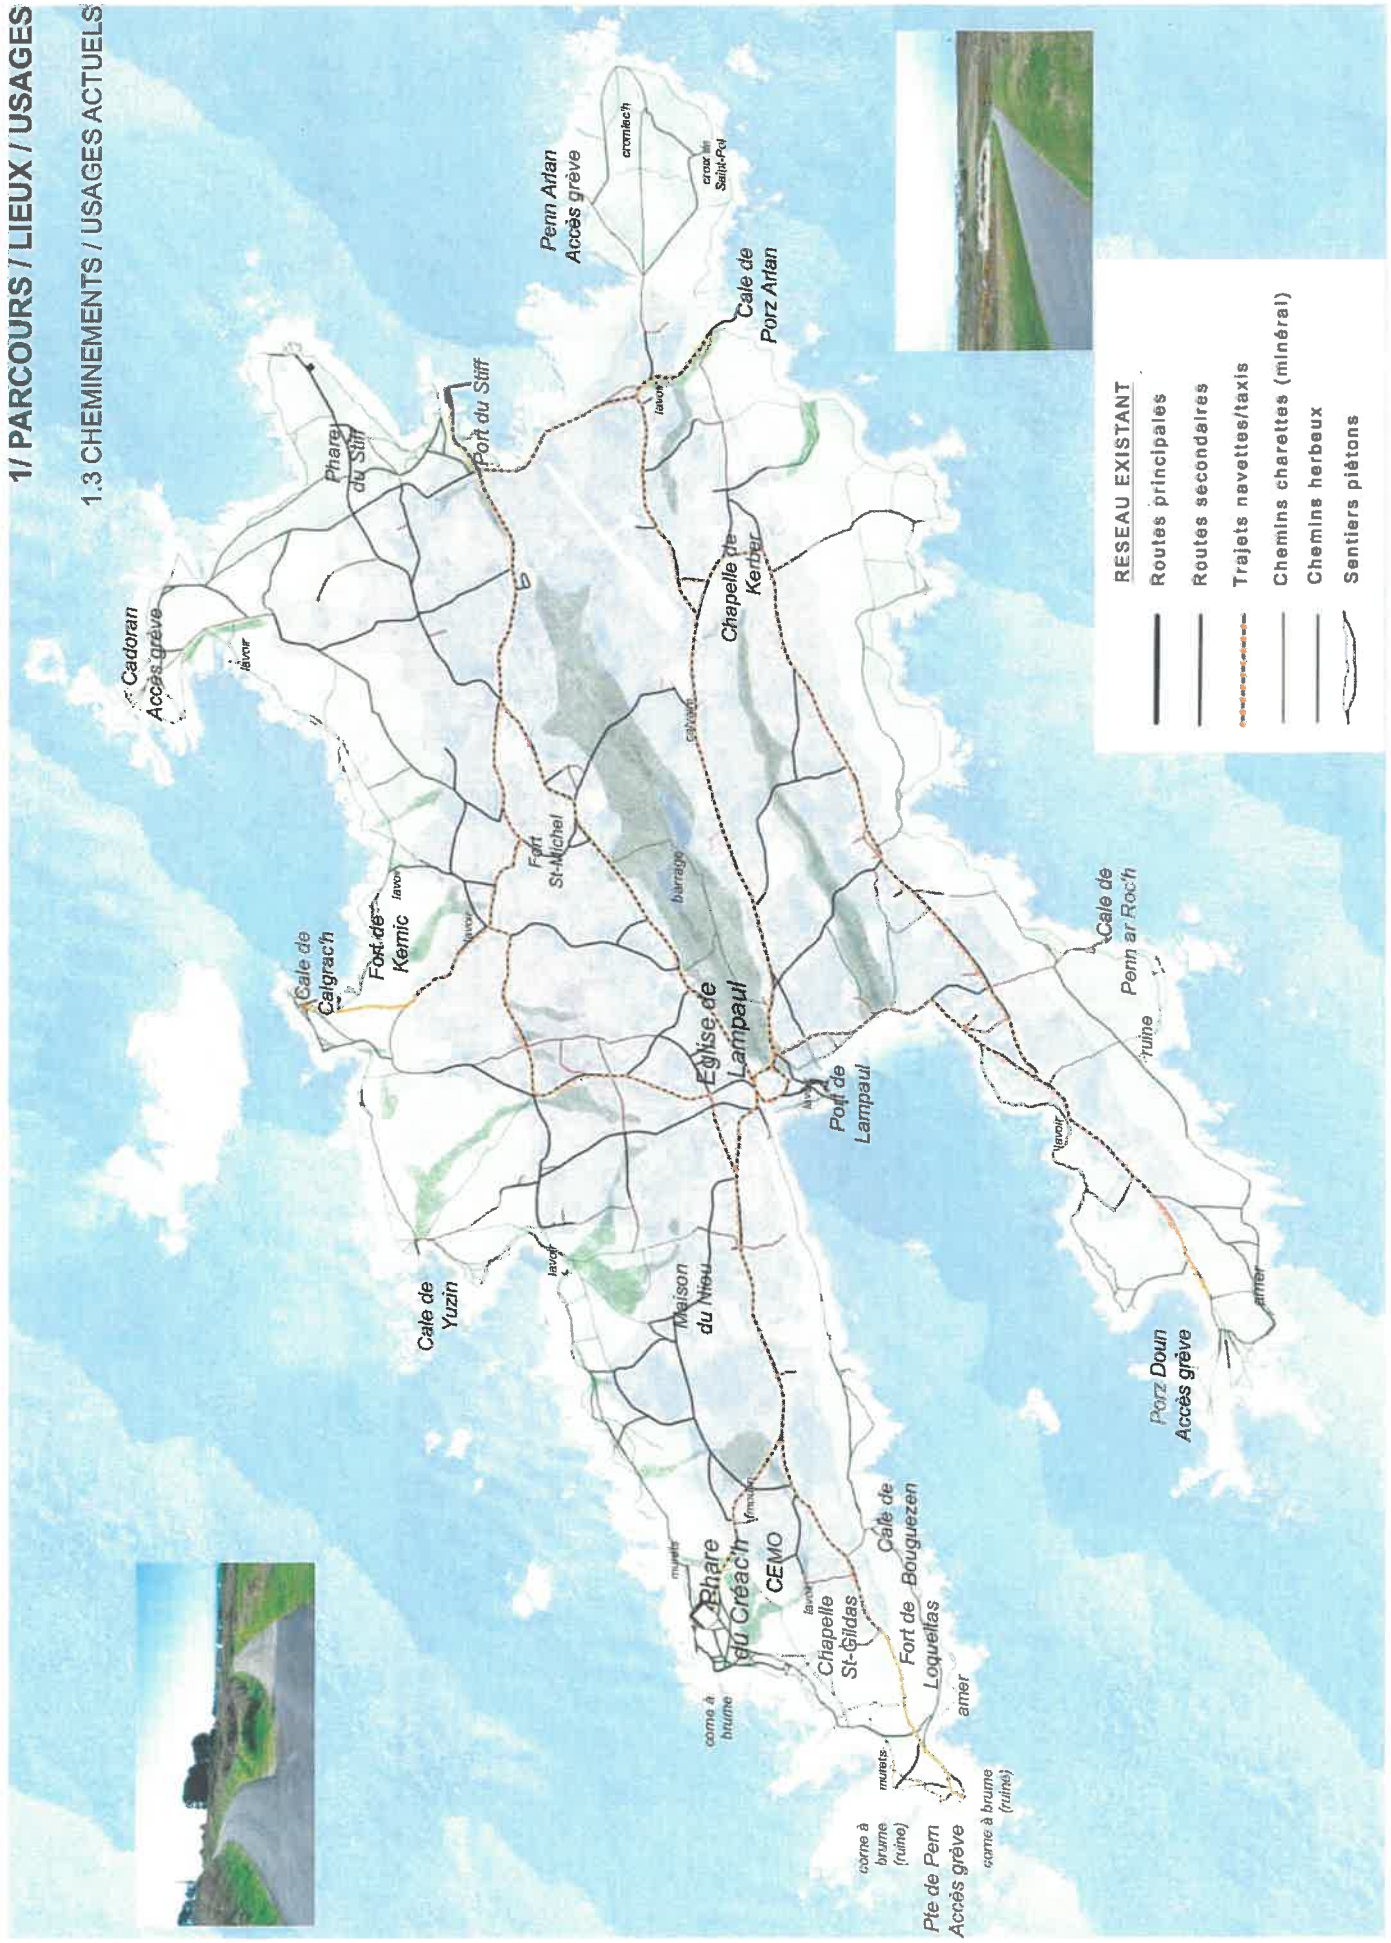 1/ PARCOURS / LIEUX / USAGES
1.3 CHEMINEMENTS / USAGES ACTUELS
Cadoran
Accès grève
lavoir
Phare
du Stiff
Port du Stiff
Penn Arlan
Accès grève
cromlec'h
croix
Saint-Pol
Cale de
Porz Arlan
lavoir
Cale de
Calgrac'h
Fort de
Kernic
lavoir
lavoir
Fort
St-Michel
barrage
calvaire
Chapelle de
Kerber
Cale de
Yuzin
lavoir
Eglise de
Lampaul
lavoir
Port de
Lampaul
Maison
du Niou
Cale de
Penn ar Roc'h
ruine
lavoir
amer
Porz Doun
Accès grève
murets
Phare
du Créac'h
CEMO
corne à
brume
lavoir
Chapelle
St-Gildas
Cale de
Bouguezen
Fort de
Loqueltas
amer
murets
corne à
brume
(ruine)
Pte de Pern
Accès grève
corne à brume
(ruine)
RESEAU EXISTANT
Routes principales
Routes secondaires
Trajets navettes/taxis
Chemins charettes (minéral)
Chemins herbeux
Sentiers piétons